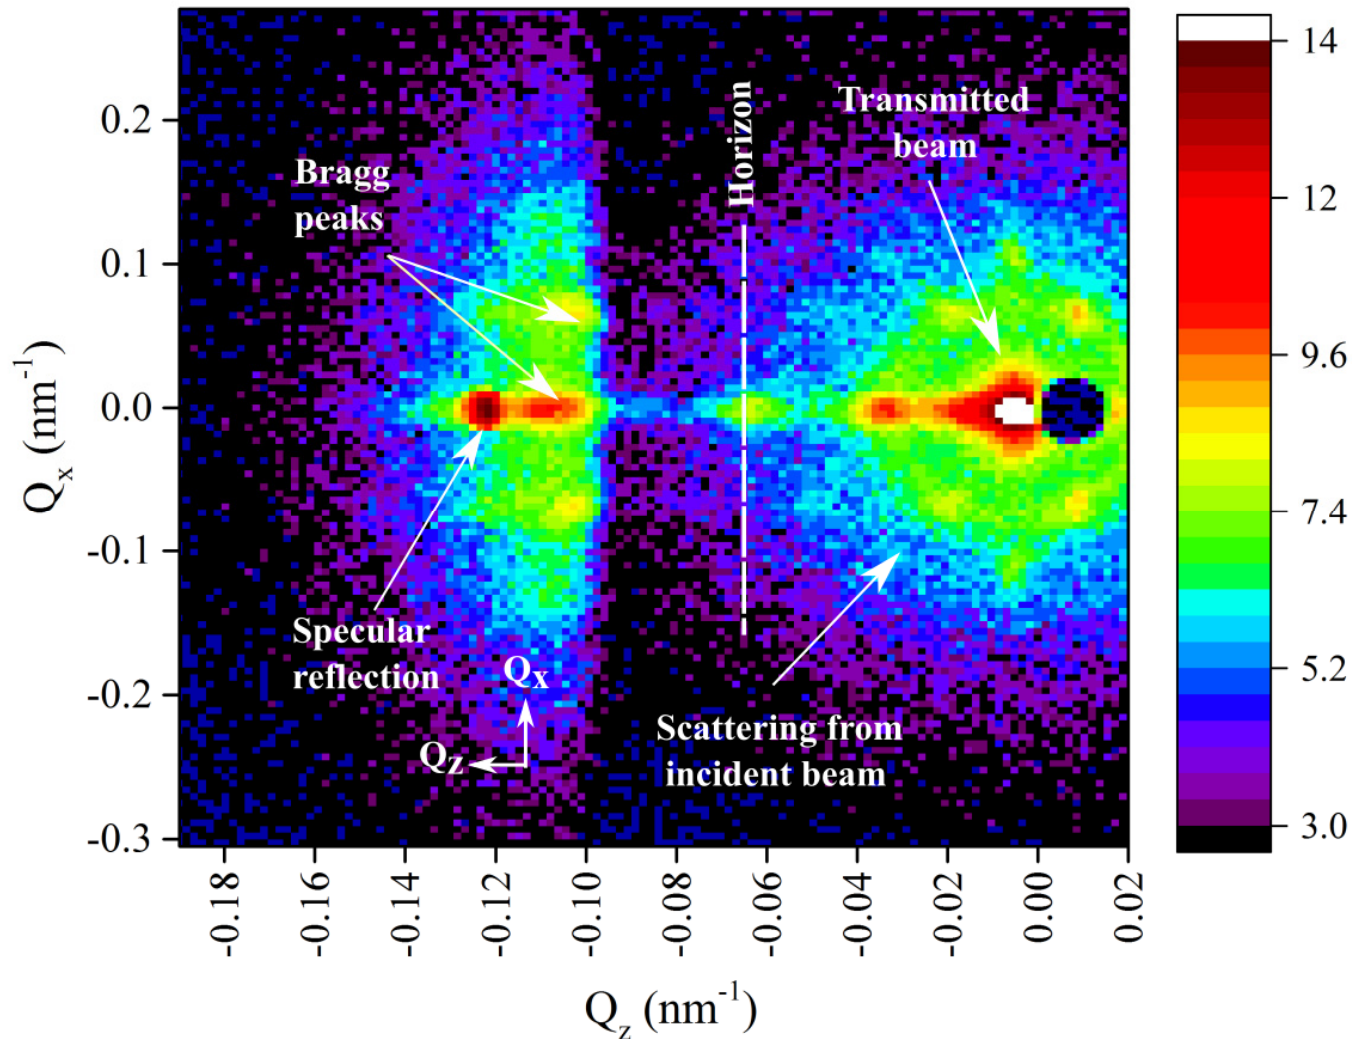 Transmitted
beam
Bragg
peaks
Horizon
Specular
reflection
Scattering from
incident beam
Qx
Qz
0.2
0.1
0.0
-0.1
-0.2
-0.3
Qx (nm-1)
-0.18
-0.16
-0.14
-0.12
-0.10
-0.08
-0.06
-0.04
-0.02
0.00
0.02
Qz (nm-1)
14
12
9.6
7.4
5.2
3.0